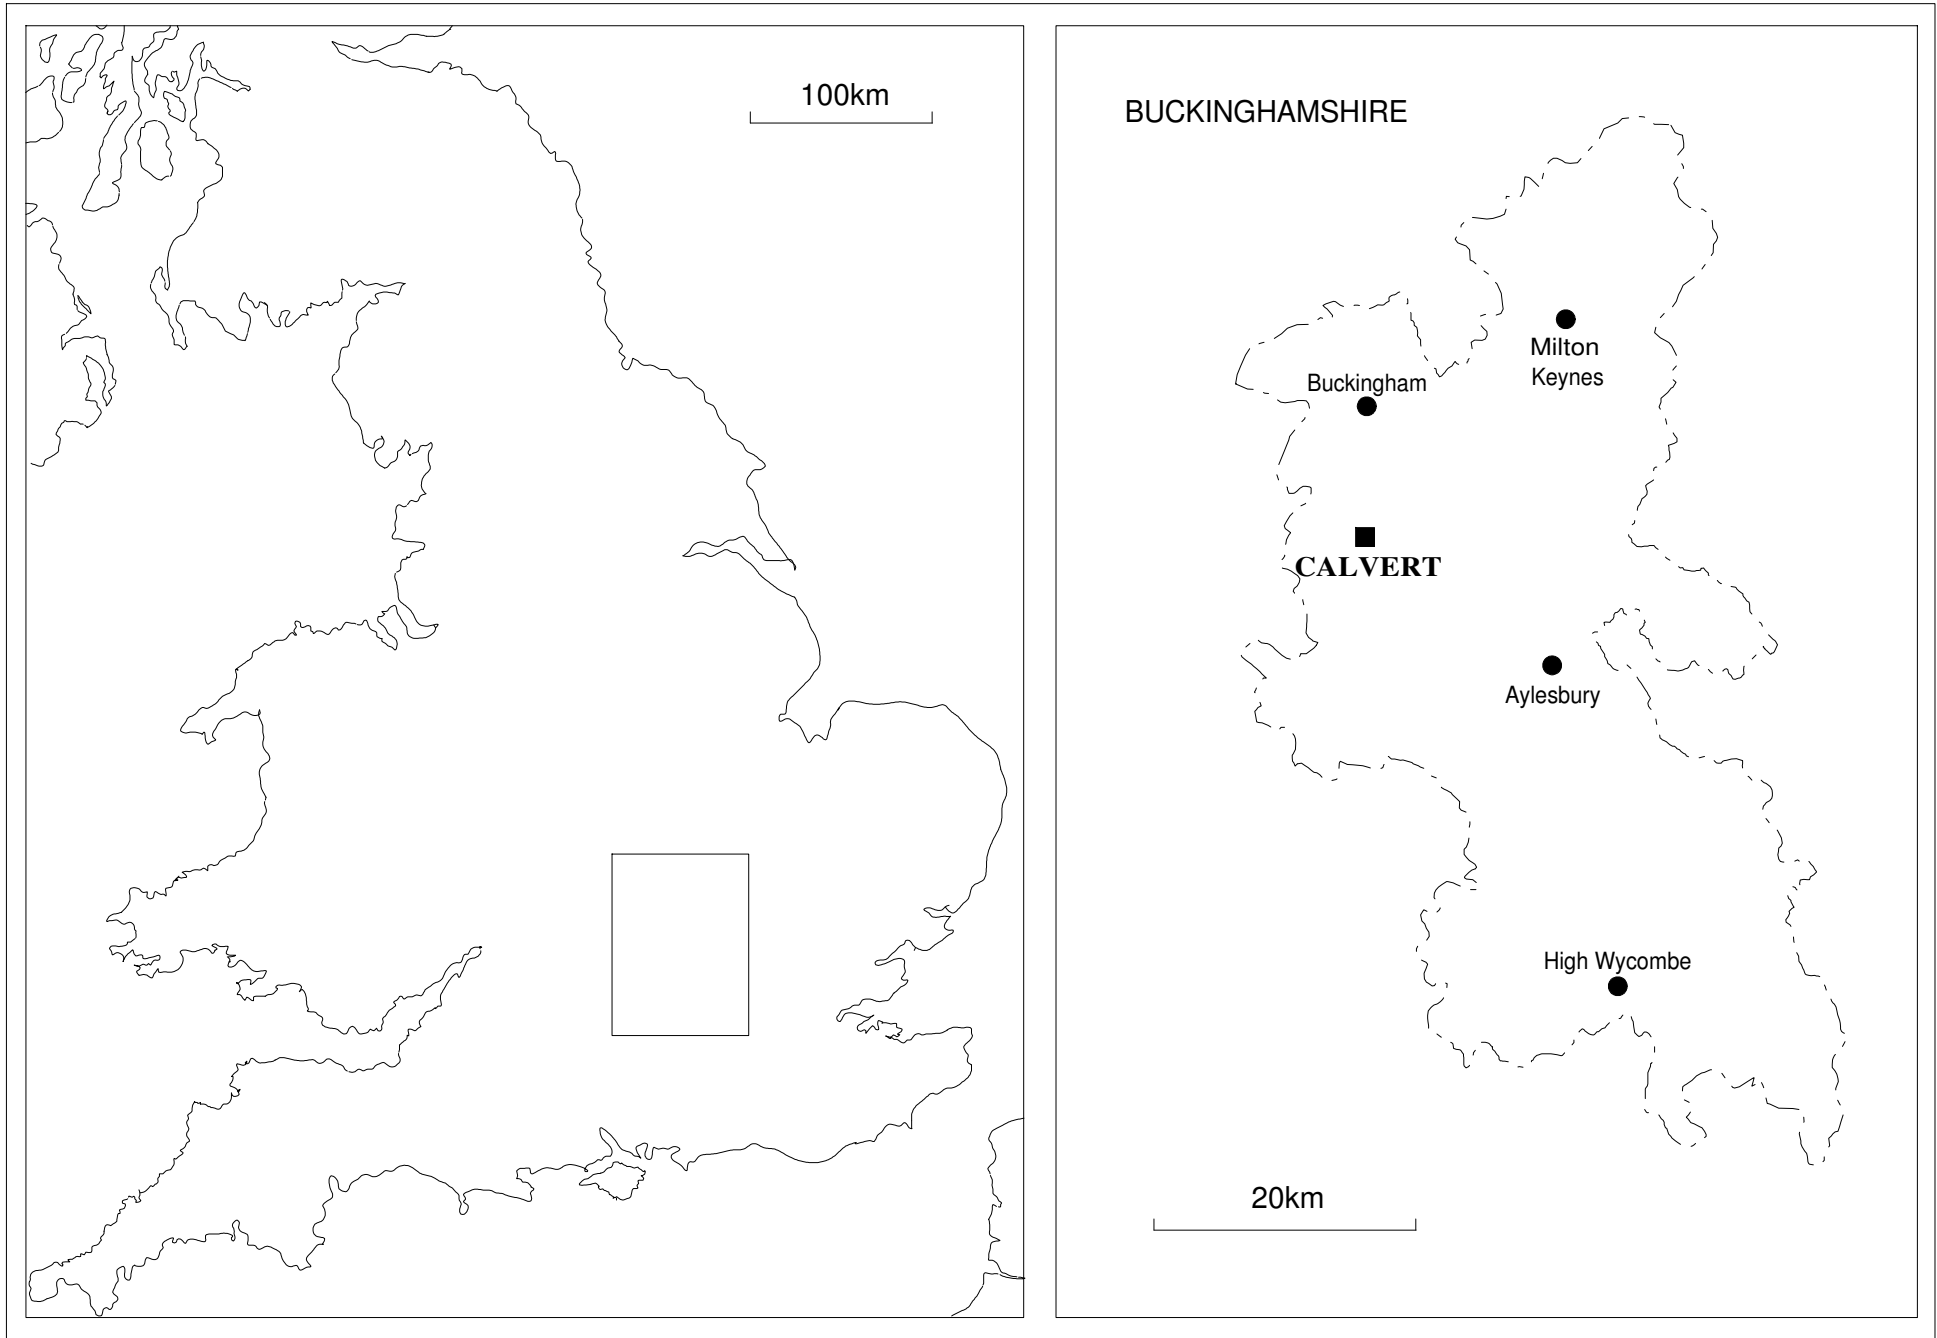 100km
BUCKINGHAMSHIRE
Milton
Keynes
Buckingham
CALVERT
Aylesbury
High Wycombe
20km